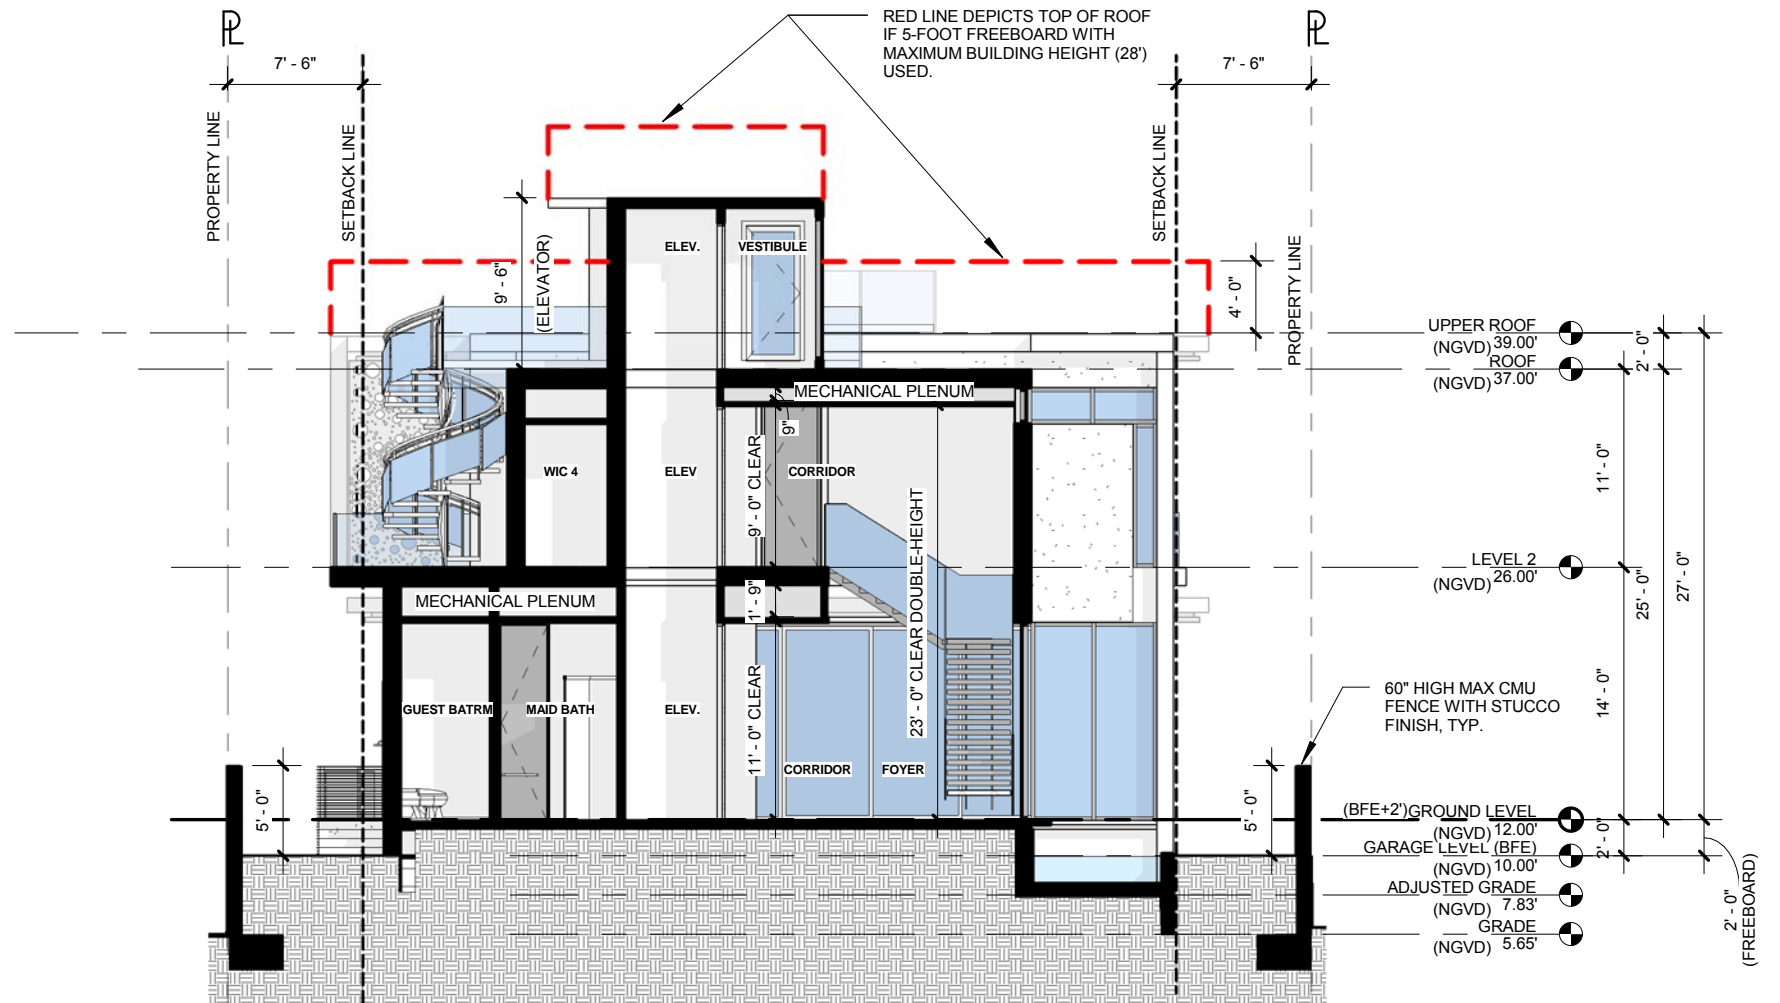 PL
PL
RED LINE DEPICTS TOP OF ROOF
IF 5-FOOT FREEBOARD WITH
MAXIMUM BUILDING HEIGHT (28')
USED.
7' - 6"
7' - 6"
PROPERTY LINE
SETBACK LINE
SETBACK LINE
PROPERTY LINE
9' - 6"
(ELEVATOR)
ELEV.
VESTIBULE
4' - 0"
UPPER ROOF
(NGVD) 39.00'
ROOF
(NGVD) 37.00'
2' - 0"
MECHANICAL PLENUM
9"
WIC 4
ELEV
9' - 0" CLEAR
CORRIDOR
11' - 0"
23' - 0" CLEAR DOUBLE-HEIGHT
LEVEL 2
(NGVD) 26.00'
25' - 0"
27' - 0"
MECHANICAL PLENUM
1' - 9"
GUEST BATRM
MAID BATH
ELEV.
11' - 0" CLEAR
CORRIDOR
FOYER
60" HIGH MAX CMU
FENCE WITH STUCCO
FINISH, TYP.
14' - 0"
5' - 0"
5' - 0"
(BFE+2')GROUND LEVEL
(NGVD) 12.00'
GARAGE LEVEL (BFE)
(NGVD) 10.00'
2' - 0"
ADJUSTED GRADE
(NGVD) 7.83'
GRADE
(NGVD) 5.65'
2' - 0"
(FREEBOARD)